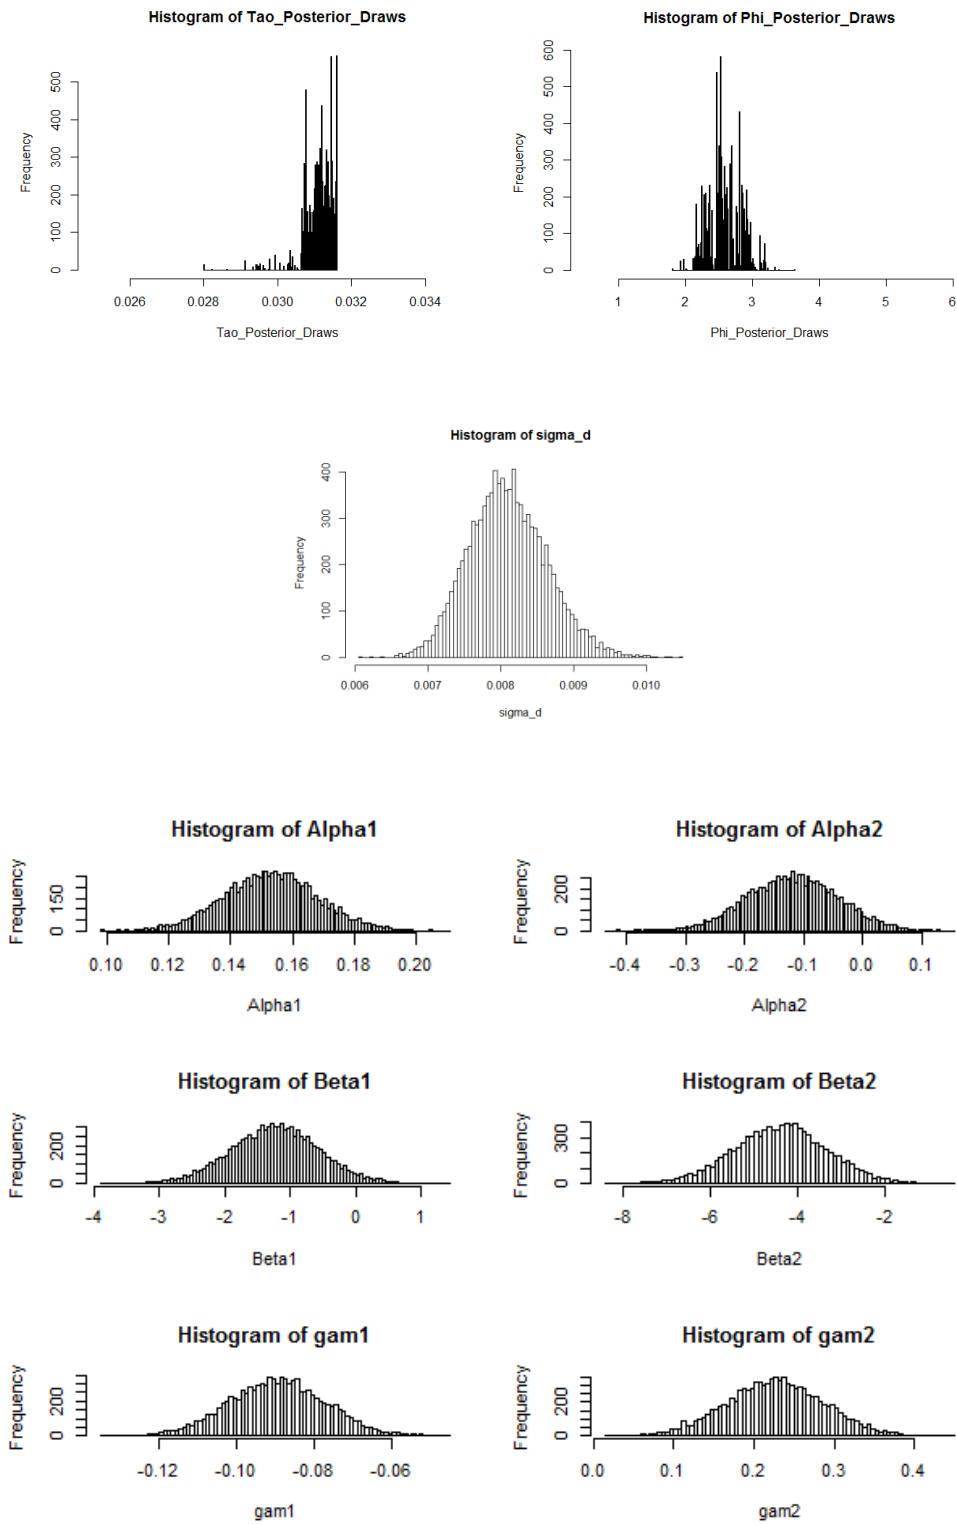 Histogram of Tao_Posterior_Draws
Frequency
0 100 200 300 400 500
0.026 0.028 0.030 0.032 0.034
Tao_Posterior_Draws
Histogram of Phi_Posterior_Draws
Frequency
0 100 200 300 400 500 600
1 2 3 4 5 6
Phi_Posterior_Draws
Histogram of sigma_d
Frequency
0 100 200 300 400
0.006 0.007 0.008 0.009 0.010
sigma_d
Histogram of Alpha1
Frequency
0 150
0.10 0.12 0.14 0.16 0.18 0.20
Alpha1
Histogram of Alpha2
Frequency
0 200
-0.4 -0.3 -0.2 -0.1 0.0 0.1
Alpha2
Histogram of Beta1
Frequency
0 200
-4 -3 -2 -1 0 1
Beta1
Histogram of Beta2
Frequency
0 300
-8 -6 -4 -2
Beta2
Histogram of gam1
Frequency
0 200
-0.12 -0.10 -0.08 -0.06
gam1
Histogram of gam2
Frequency
0 200
0.0 0.1 0.2 0.3 0.4
gam2